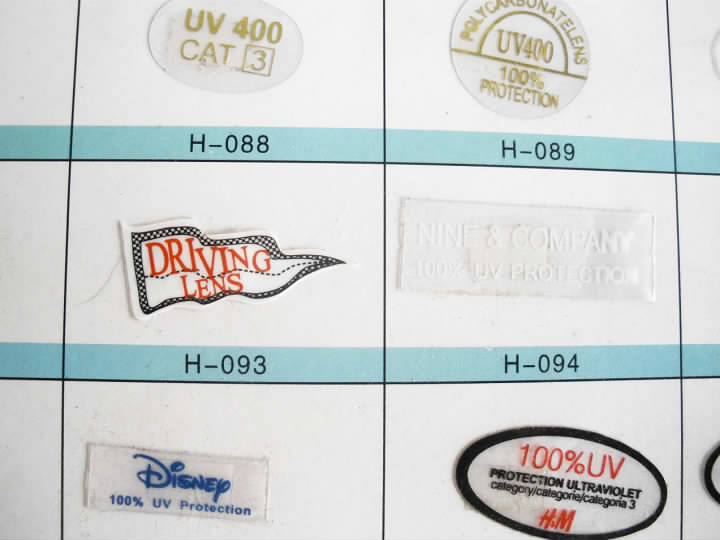 UV 400
CAT 3
POLYCARBONATELENS
UV400
100%
PROTECTION
H-088
H-089
DRIVING
LENS
NINE & COMPANY
100% UV PROTECTION
H-093
H-094
Disney
100% UV Protection
100%UV
PROTECTION ULTRAVIOLET
category/categorie/categoria 3
H&M